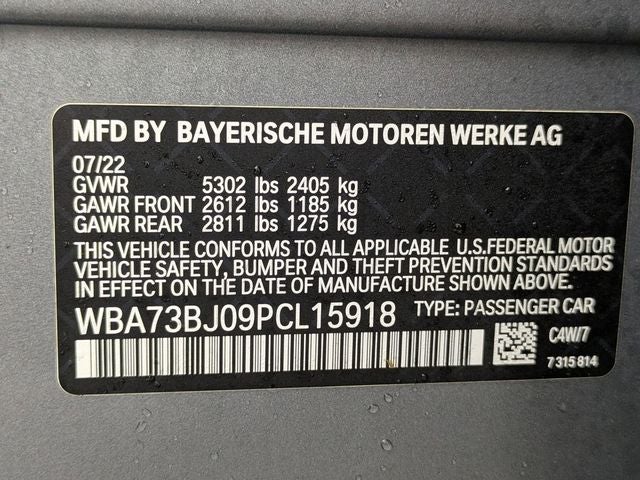 MFD BY BAYERISCHE MOTOREN WERKE AG
07/22
GVWR 5302 lbs 2405 kg
GAWR FRONT 2612 lbs 1185 kg
GAWR REAR 2811 lbs 1275 kg
THIS VEHICLE CONFORMS TO ALL APPLICABLE U.S.FEDERAL MOTOR
VEHICLE SAFETY, BUMPER AND THEFT PREVENTION STANDARDS
IN EFFECT ON THE DATE OF MANUFACTURE SHOWN ABOVE.
WBA73BJ09PCL15918 TYPE: PASSENGER CAR
C4W/7
7 315 814